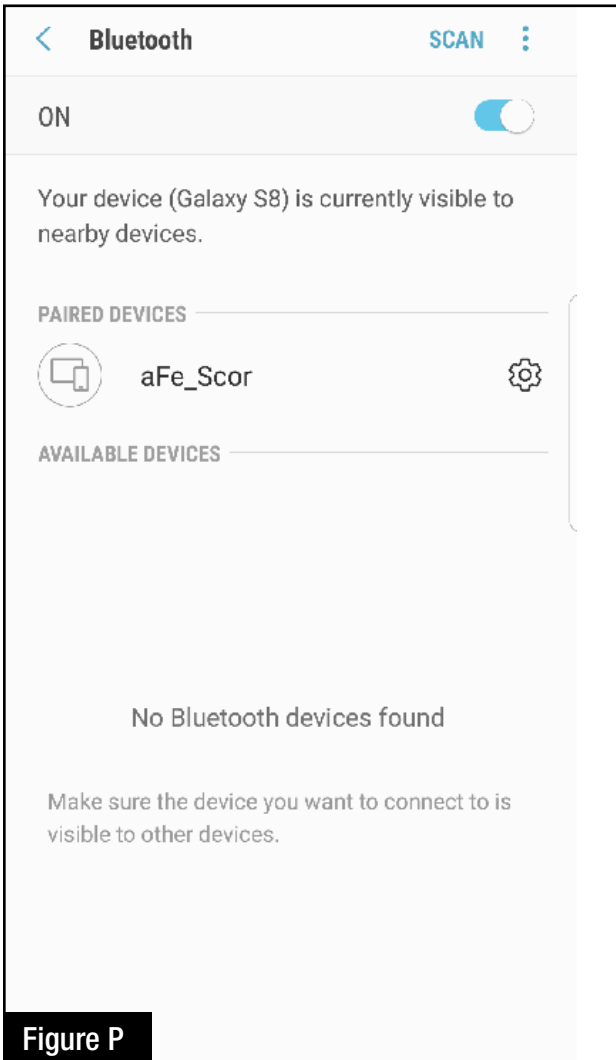 Bluetooth SCAN
ON
Your device (Galaxy S8) is currently visible to
nearby devices.
PAIRED DEVICES
aFe_Scor
AVAILABLE DEVICES
No Bluetooth devices found
Make sure the device you want to connect to is
visible to other devices.
Figure P